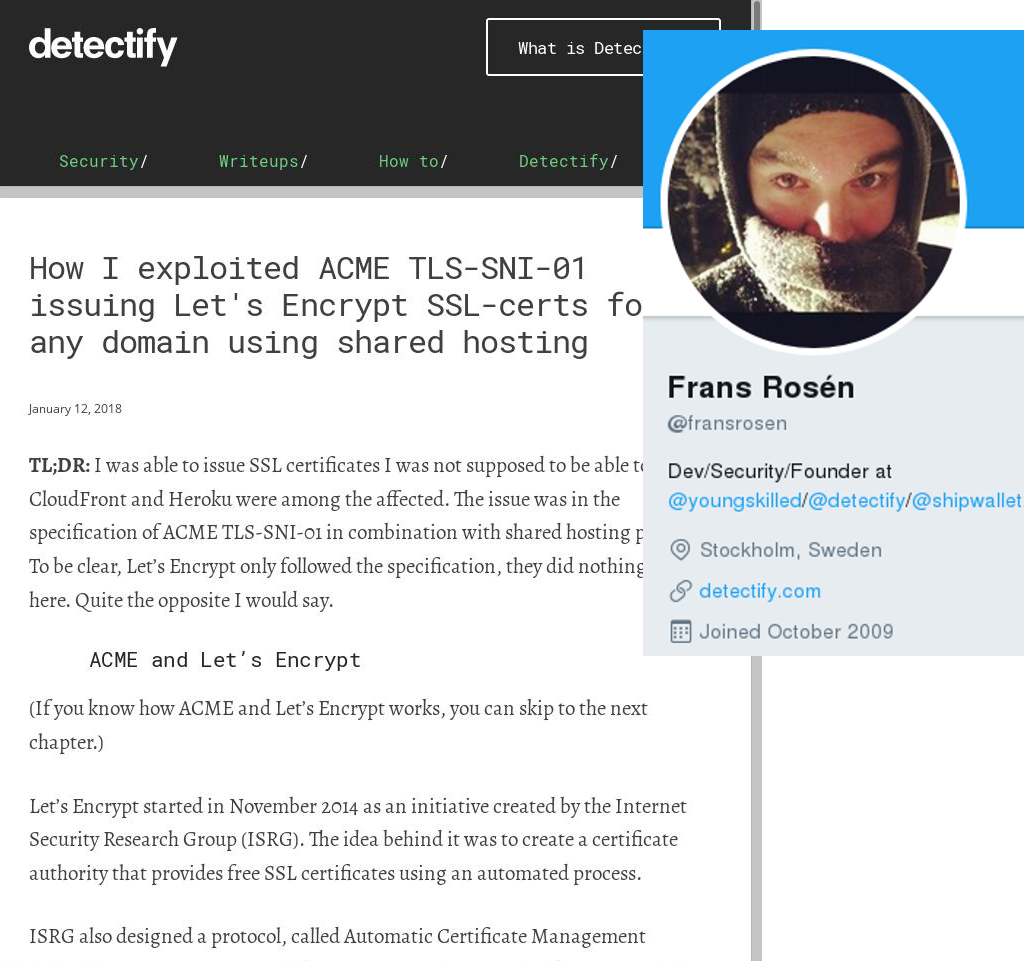 detectify
What is Detec
Security/ Writeups/ How to/ Detectify/
How I exploited ACME TLS-SNI-01
issuing Let's Encrypt SSL-certs fo
any domain using shared hosting
January 12, 2018
TL;DR: I was able to issue SSL certificates I was not supposed to be able to
CloudFront and Heroku were among the affected. The issue was in the
specification of ACME TLS-SNI-01 in combination with shared hosting p
To be clear, Let's Encrypt only followed the specification, they did nothing
here. Quite the opposite I would say.
ACME and Let's Encrypt
(If you know how ACME and Let's Encrypt works, you can skip to the next
chapter.)
Let's Encrypt started in November 2014 as an initiative created by the Internet
Security Research Group (ISRG). The idea behind it was to create a certificate
authority that provides free SSL certificates using an automated process.
ISRG also designed a protocol, called Automatic Certificate Management
Frans Rosén
@fransrosen
Dev/Security/Founder at
@youngskilled/@detectify/@shipwallet
Stockholm, Sweden
detectify.com
Joined October 2009